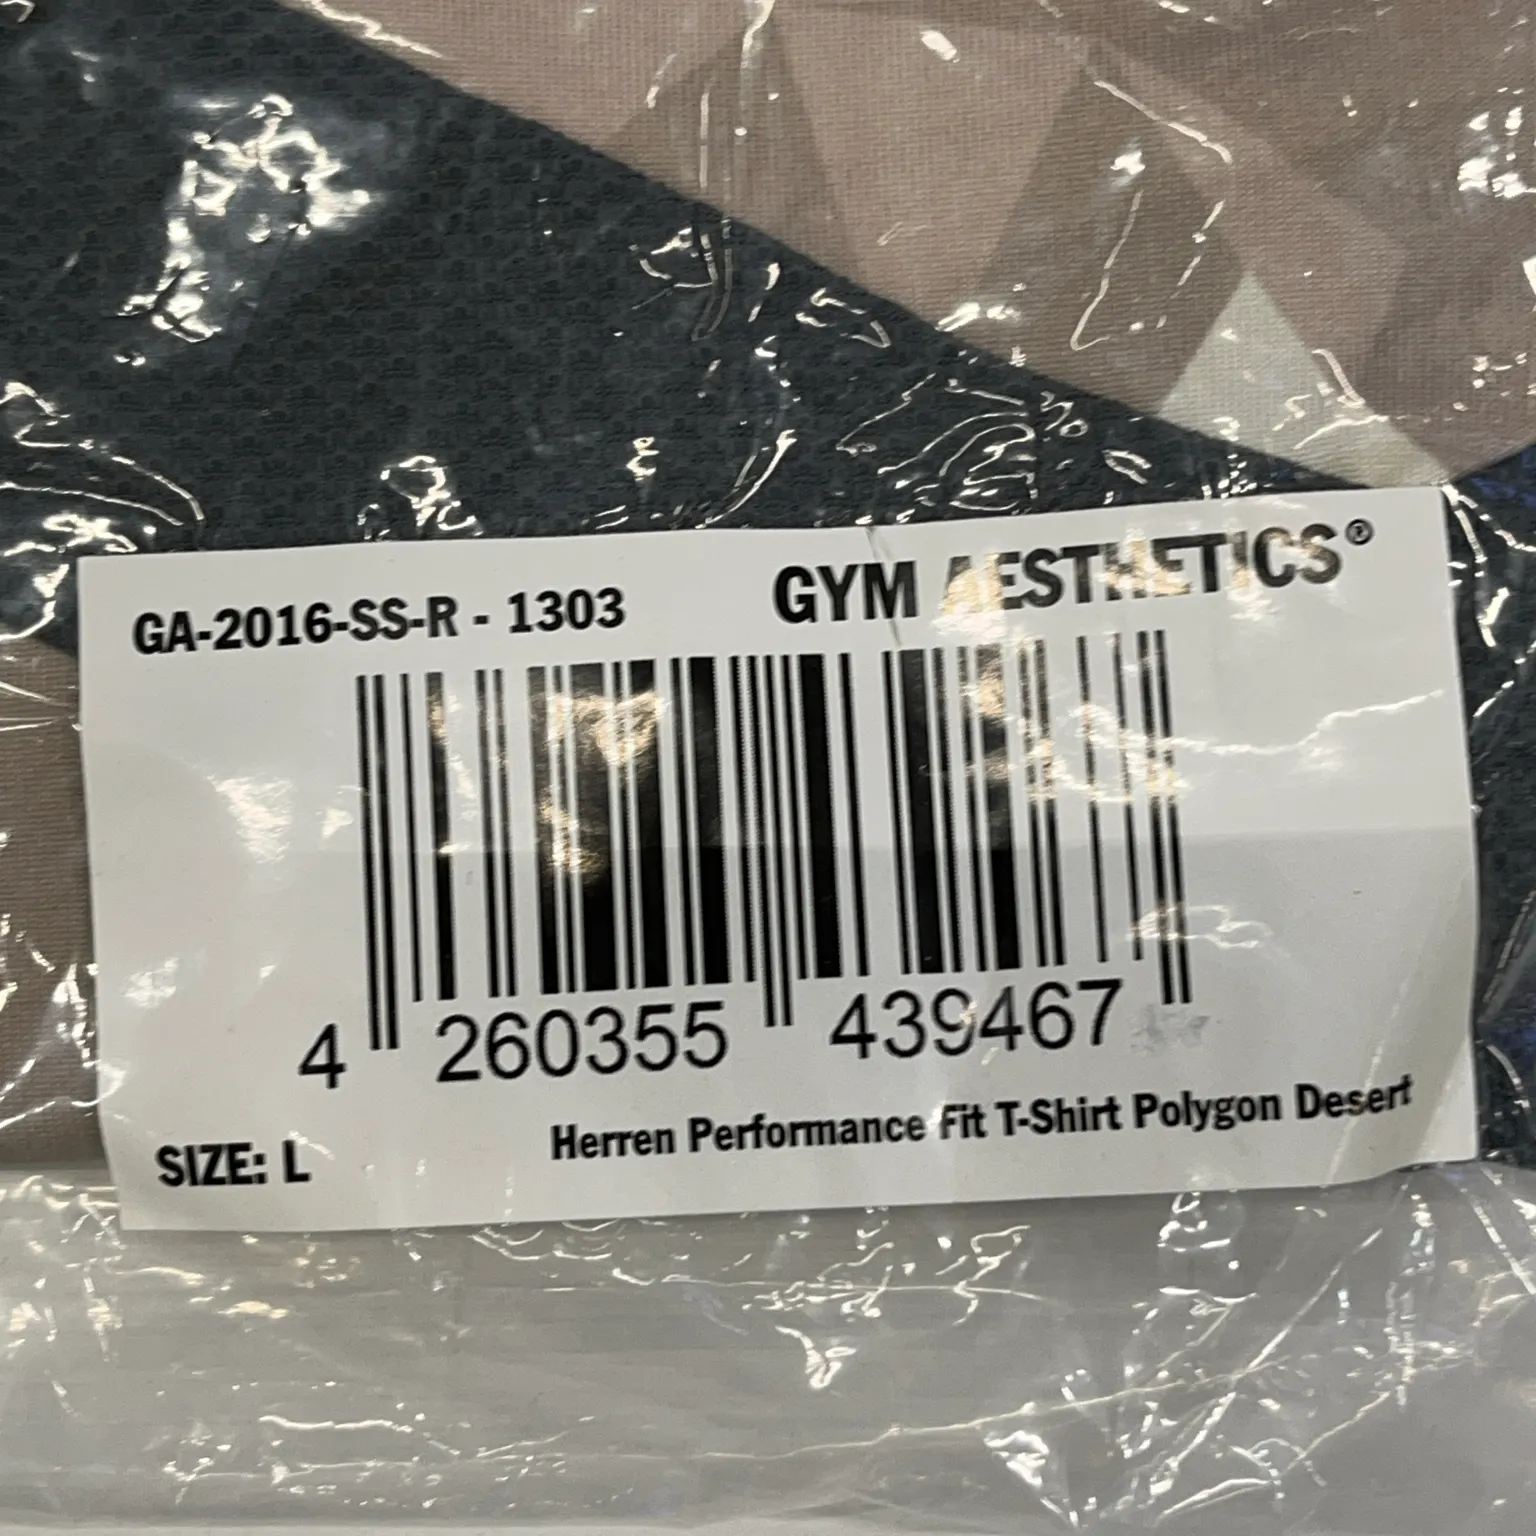 GA-2016-SS-R - 1303
GYM AESTHETICS®
4 260355 439467
SIZE: L
Herren Performance Fit T-Shirt Polygon Desert